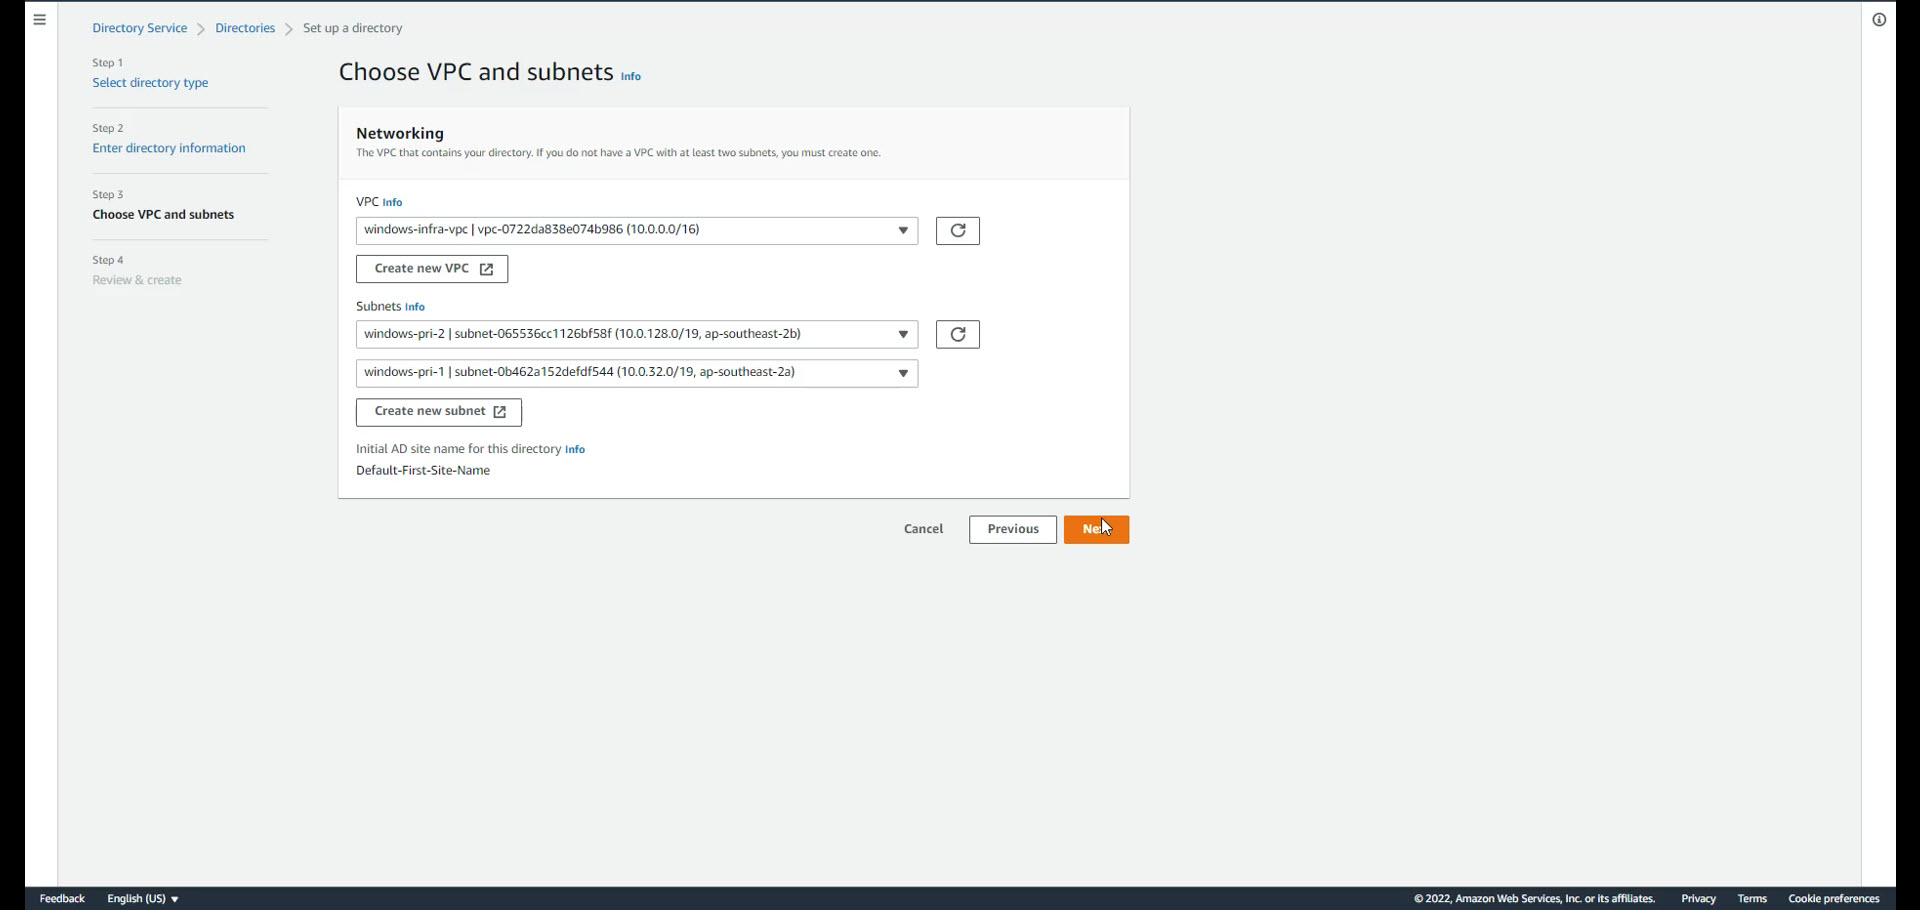 Directory Service > Directories > Set up a directory
Step 1
Select directory type
Step 2
Enter directory information
Step 3
Choose VPC and subnets
Step 4
Review & create
Choose VPC and subnets Info
Networking
The VPC that contains your directory. If you do not have a VPC with at least two subnets, you must create one.
VPC Info
windows-infra-vpc | vpc-0722da838e074b986 (10.0.0.0/16)
Create new VPC
Subnets Info
windows-pri-2 | subnet-065536cc1126bf58f (10.0.128.0/19, ap-southeast-2b)
windows-pri-1 | subnet-0b462a152defdf544 (10.0.32.0/19, ap-southeast-2a)
Create new subnet
Initial AD site name for this directory Info
Default-First-Site-Name
Cancel Previous
Feedback English (US) © 2022, Amazon Web Services, Inc. or its affiliates. Privacy Terms Cookie preferences